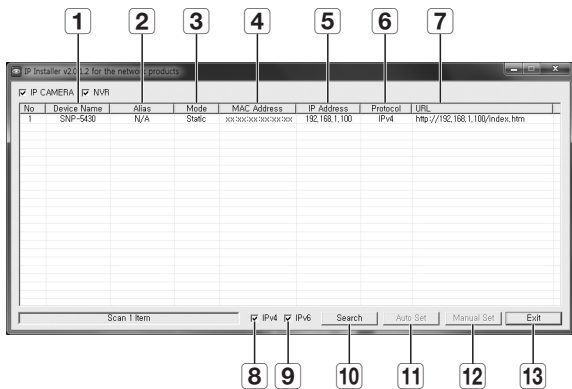 1 2 3 4 5 6 7
IP Installer v2.0.1.2 for the network products
IP CAMERA NVR
No Device Name Alias Mode MAC Address IP Address Protocol URL
1 SNP-5430 N/A Static xx:xx:xx:xx:xx:xx 192,168,1,100 IPv4 http://192,168,1,100/index,htm
Scan 1 Item IPv4 IPv6 Search Auto Set Manual Set Exit
8 9 10 11 12 13